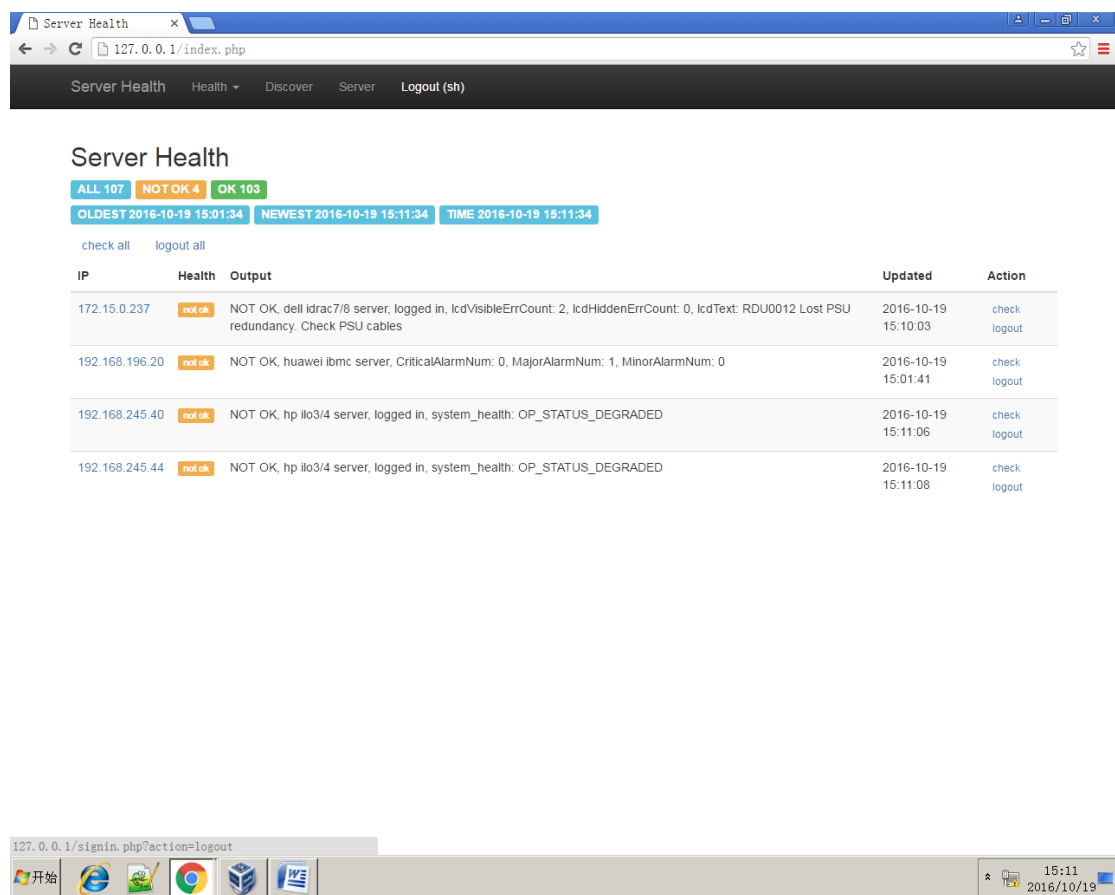 Server Health
127.0.0.1/index.php
Server Health Health Discover Server Logout (sh)
Server Health
ALL 107 NOT OK 4 OK 103
OLDEST 2016-10-19 15:01:34 NEWEST 2016-10-19 15:11:34 TIME 2016-10-19 15:11:34
check all logout all
IP Health Output Updated Action
172.15.0.237 not ok NOT OK, dell idrac7/8 server, logged in, lcdVisibleErrCount: 2, lcdHiddenErrCount: 0, lcdText: RDU0012 Lost PSU 2016-10-19 check
redundancy. Check PSU cables 15:10:03 logout
192.168.196.20 not ok NOT OK, huawei ibmc server, CriticalAlarmNum: 0, MajorAlarmNum: 1, MinorAlarmNum: 0 2016-10-19 check
15:01:41 logout
192.168.245.40 not ok NOT OK, hp ilo3/4 server, logged in, system_health: OP_STATUS_DEGRADED 2016-10-19 check
15:11:06 logout
192.168.245.44 not ok NOT OK, hp ilo3/4 server, logged in, system_health: OP_STATUS_DEGRADED 2016-10-19 check
15:11:08 logout
127.0.0.1/signin.php?action=logout
开始 15:11
2016/10/19